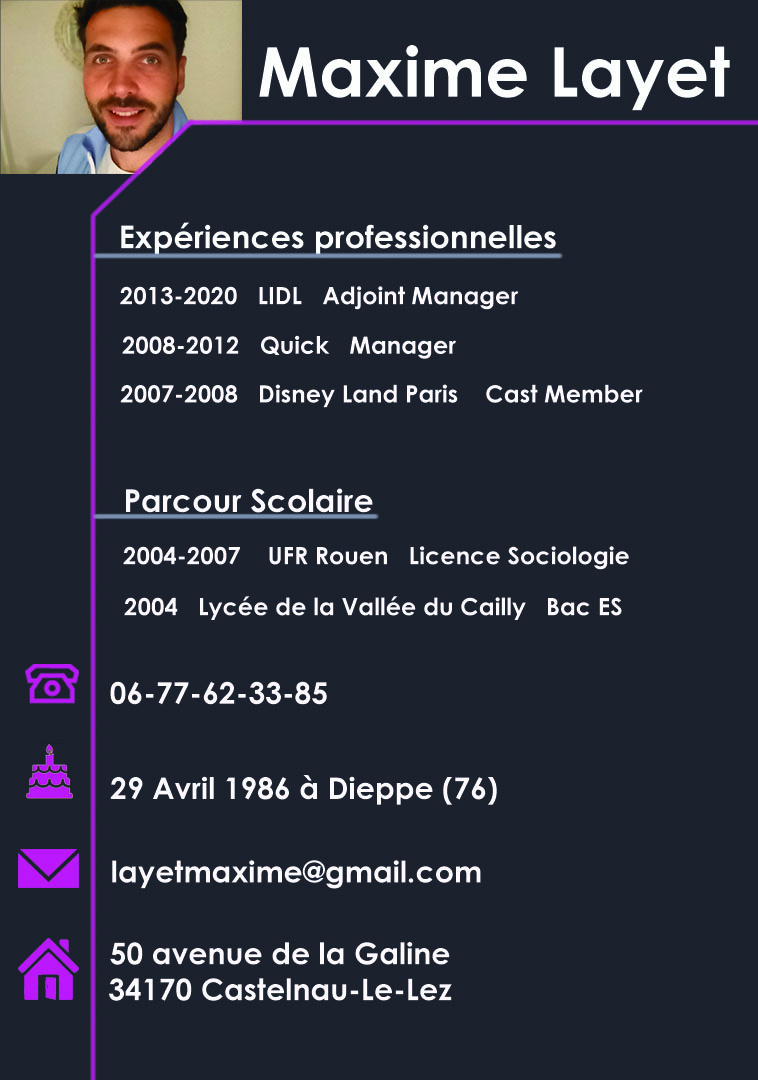 Maxime Layet
Expériences professionnelles
2013-2020 LIDL Adjoint Manager
2008-2012 Quick Manager
2007-2008 Disney Land Paris Cast Member
Parcour Scolaire
2004-2007 UFR Rouen Licence Sociologie
2004 Lycée de la Vallée du Cailly Bac ES
06-77-62-33-85
29 Avril 1986 à Dieppe (76)
layetmaxime@gmail.com
50 avenue de la Galine
34170 Castelnau-Le-Lez